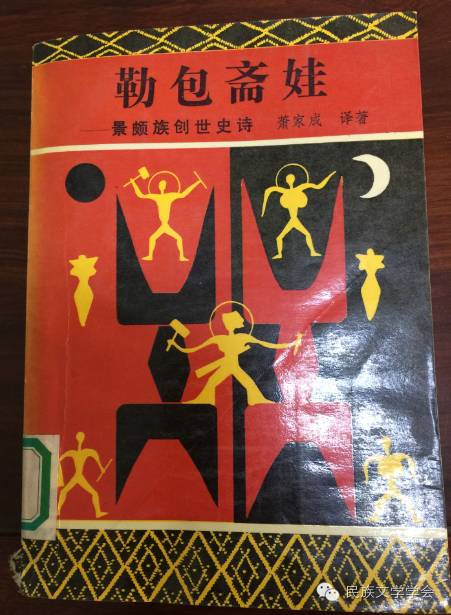 勒包斋娃
——景颇族创世史诗 萧家成 译著
民族文学学会